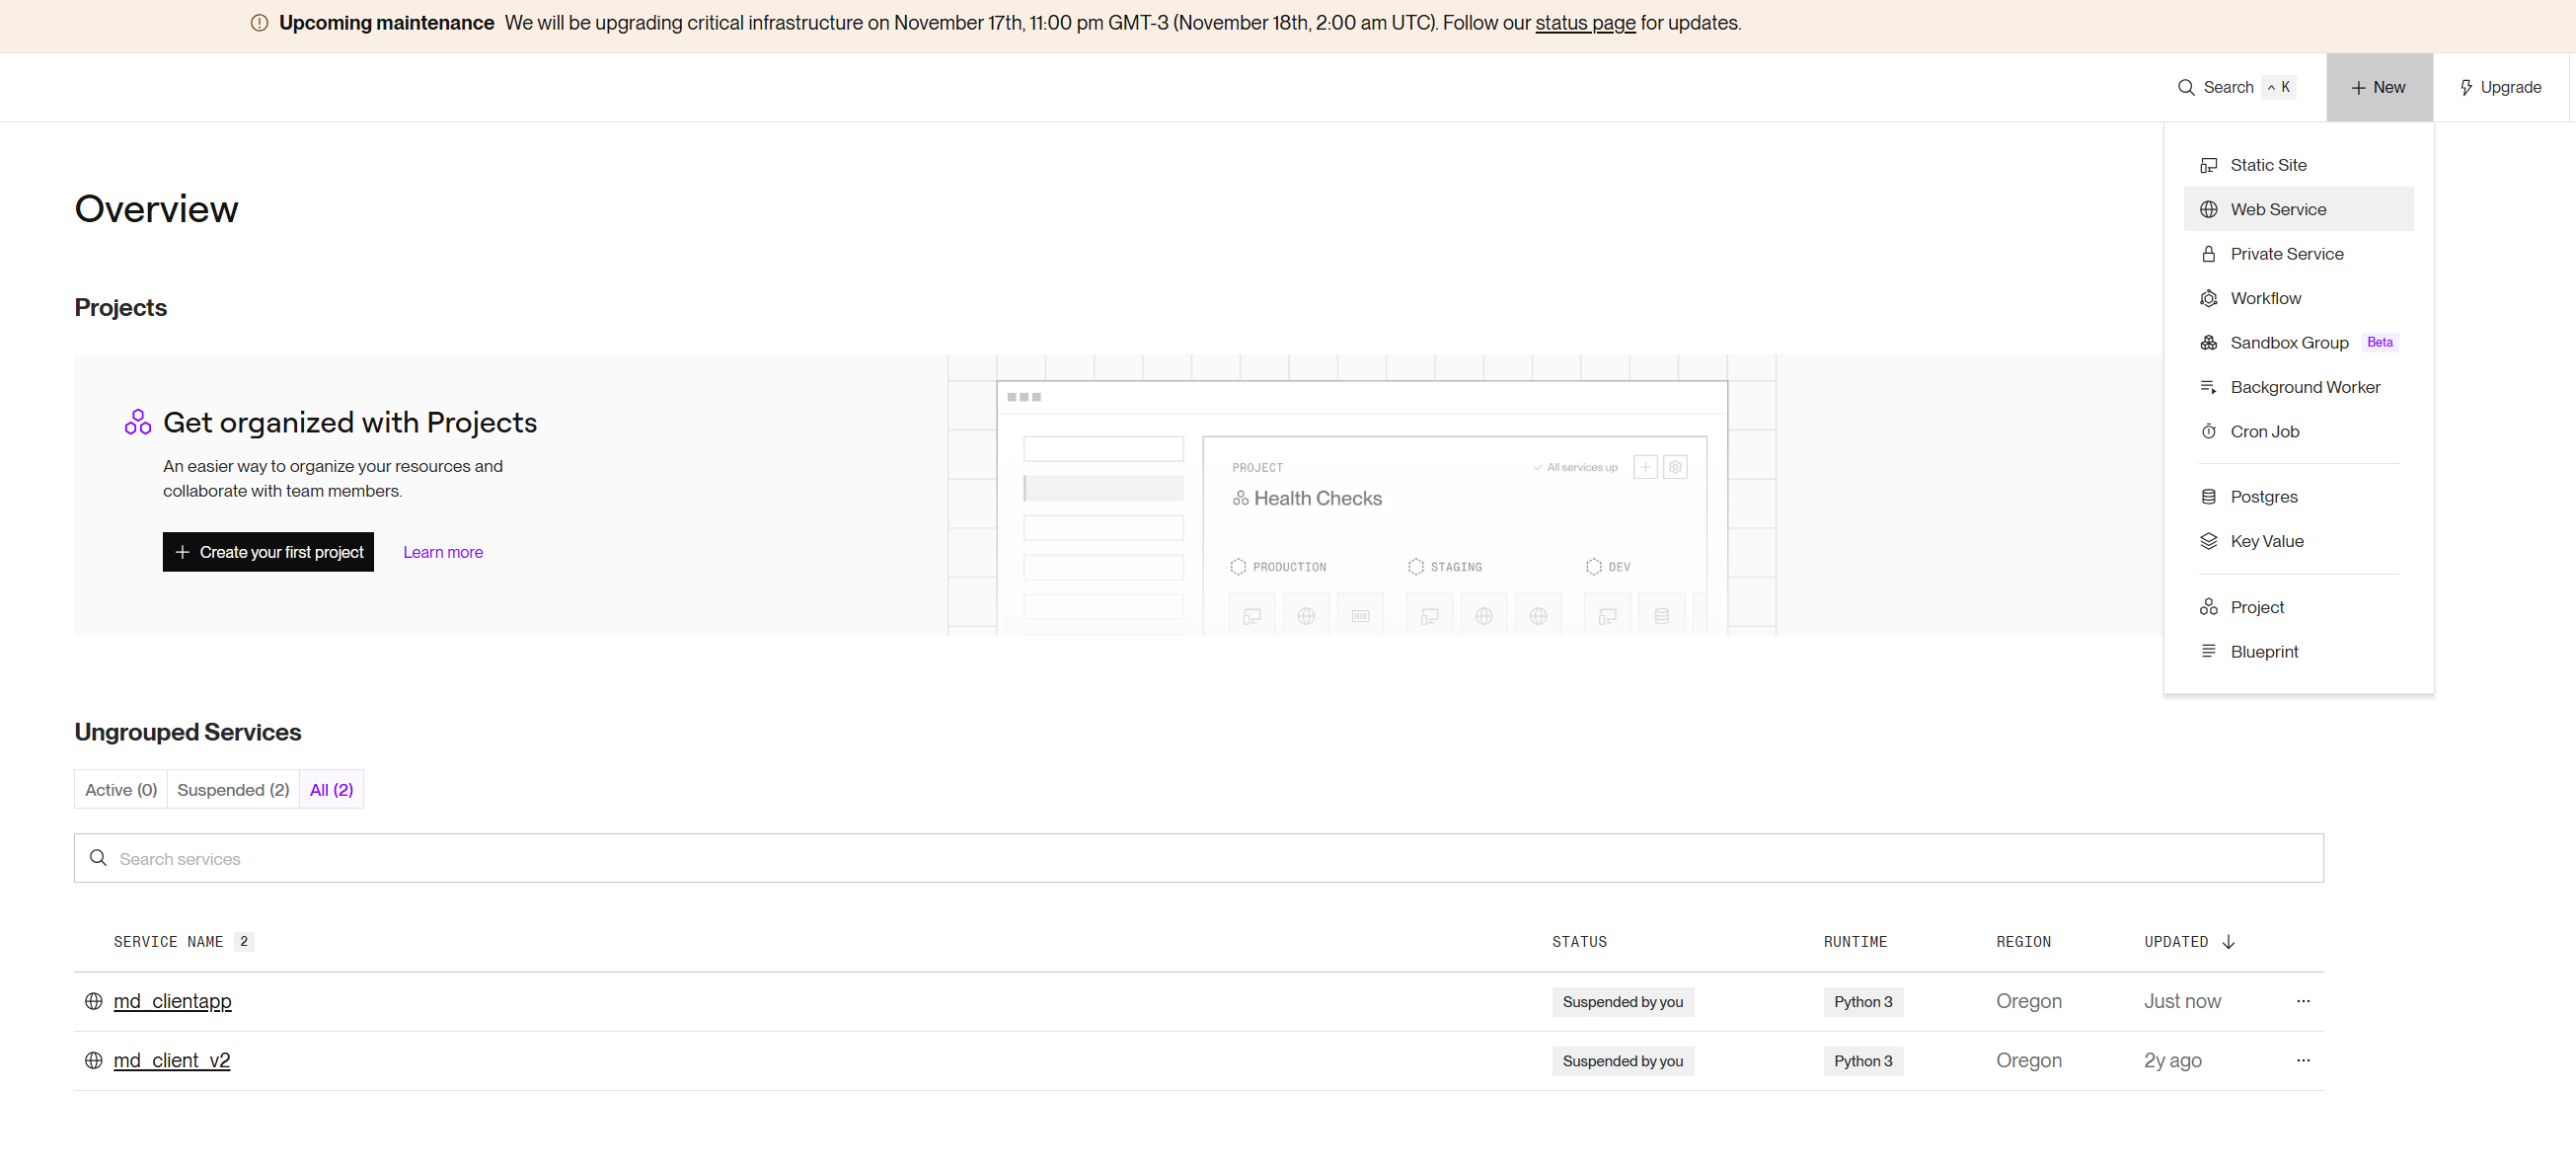 Upcoming maintenance We will be upgrading critical infrastructure on November 17th, 11:00 pm GMT-3 (November 18th, 2:00 am UTC). Follow our status page for updates.
Search ^ K
+ New
Upgrade
Static Site
Web Service
Private Service
Workflow
Sandbox Group Beta
Background Worker
Cron Job
Postgres
Key Value
Project
Blueprint
Overview
Projects
Get organized with Projects
An easier way to organize your resources and
collaborate with team members.
+ Create your first project
Learn more
PROJECT
All services up
Health Checks
PRODUCTION
STAGING
DEV
Ungrouped Services
Active (0)
Suspended (2)
All (2)
Search services
SERVICE NAME 2 STATUS RUNTIME REGION UPDATED ↓
md_clientapp Suspended by you Python 3 Oregon Just now ...
md_client_v2 Suspended by you Python 3 Oregon 2y ago ...